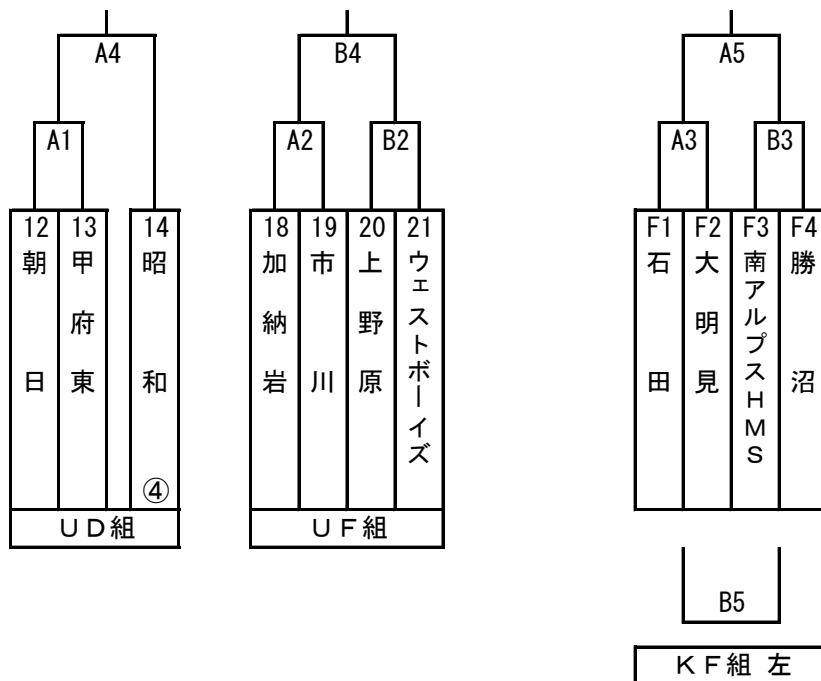 A4
B4
A5
A1
A2
B2
A3
B3
12
13
14
18
19
20
21
F1
F2
F3
F4
朝日
甲府東
昭和
④
加納岩
市川
上野原
ウェストボーイズ
石田
大明見
南アルプスHMS
勝沼
UD組
UF組
B5
KF組 左